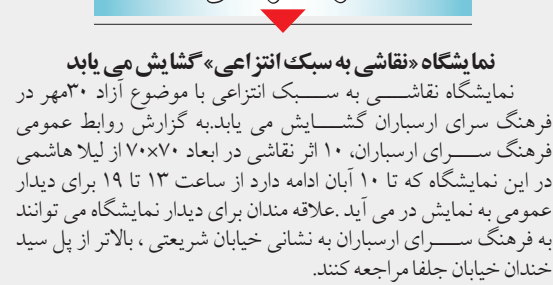 نمایشگاه «نقاشی به سبک انتزاعی» گشایش می یابد
نمایشگاه نقاشی به سبک انتزاعی با موضوع آزاد ۳۰مهر در
فرهنگ سرای ارسباران گشایش می یابد.به گزارش روابط عمومی
فرهنگ سرای ارسباران، ۱۰ اثر نقاشی در ابعاد ۷۰×۷۰ از لیلا هاشمی
در این نمایشگاه که تا ۱۰ آبان ادامه دارد از ساعت ۱۳ تا ۱۹ برای دیدار
عمومی به نمایش در می آید .علاقه مندان برای دیدار نمایشگاه می توانند
به فرهنگ سرای ارسباران به نشانی خیابان شریعتی ، بالاتر از پل سید
خندان خیابان جلفا مراجعه کنند.